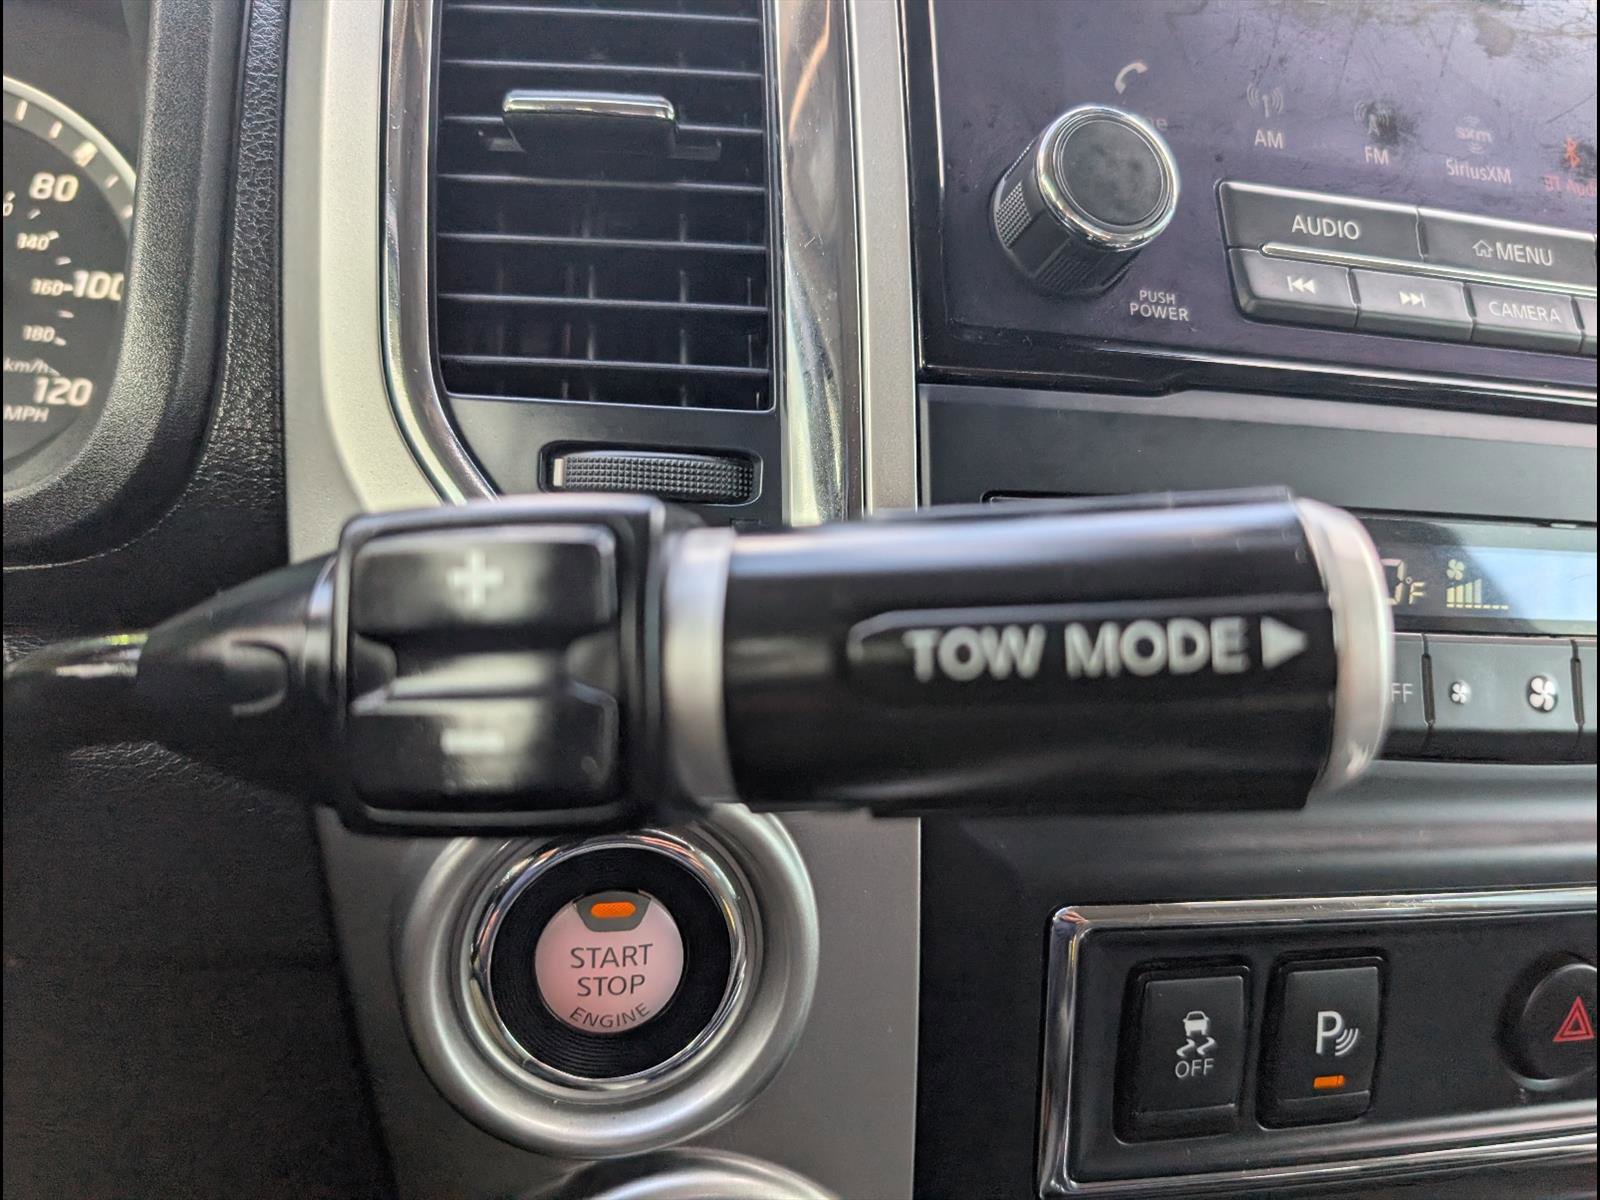 80
140
160
100
180
km/h
120
MPH
AM
FM
sxm
SiriusXM
AUDIO
MENU
PUSH
POWER
CAMERA
+
TOW MODE
−
°F
START
STOP
ENGINE
OFF
P